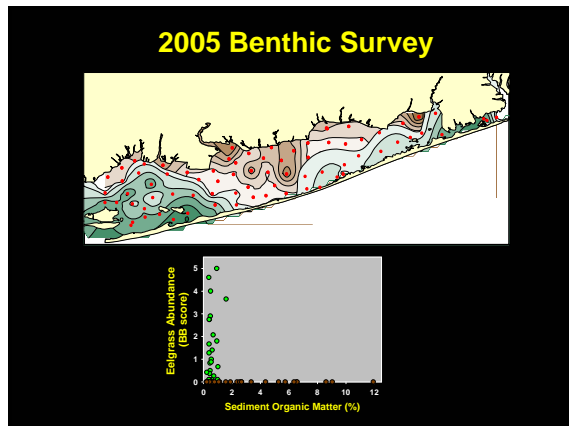 2005 Benthic Survey
Eelgrass Abundance
(BB score)
5
4
3
2
1
0
0 2 4 6 8 10 12
Sediment Organic Matter (%)